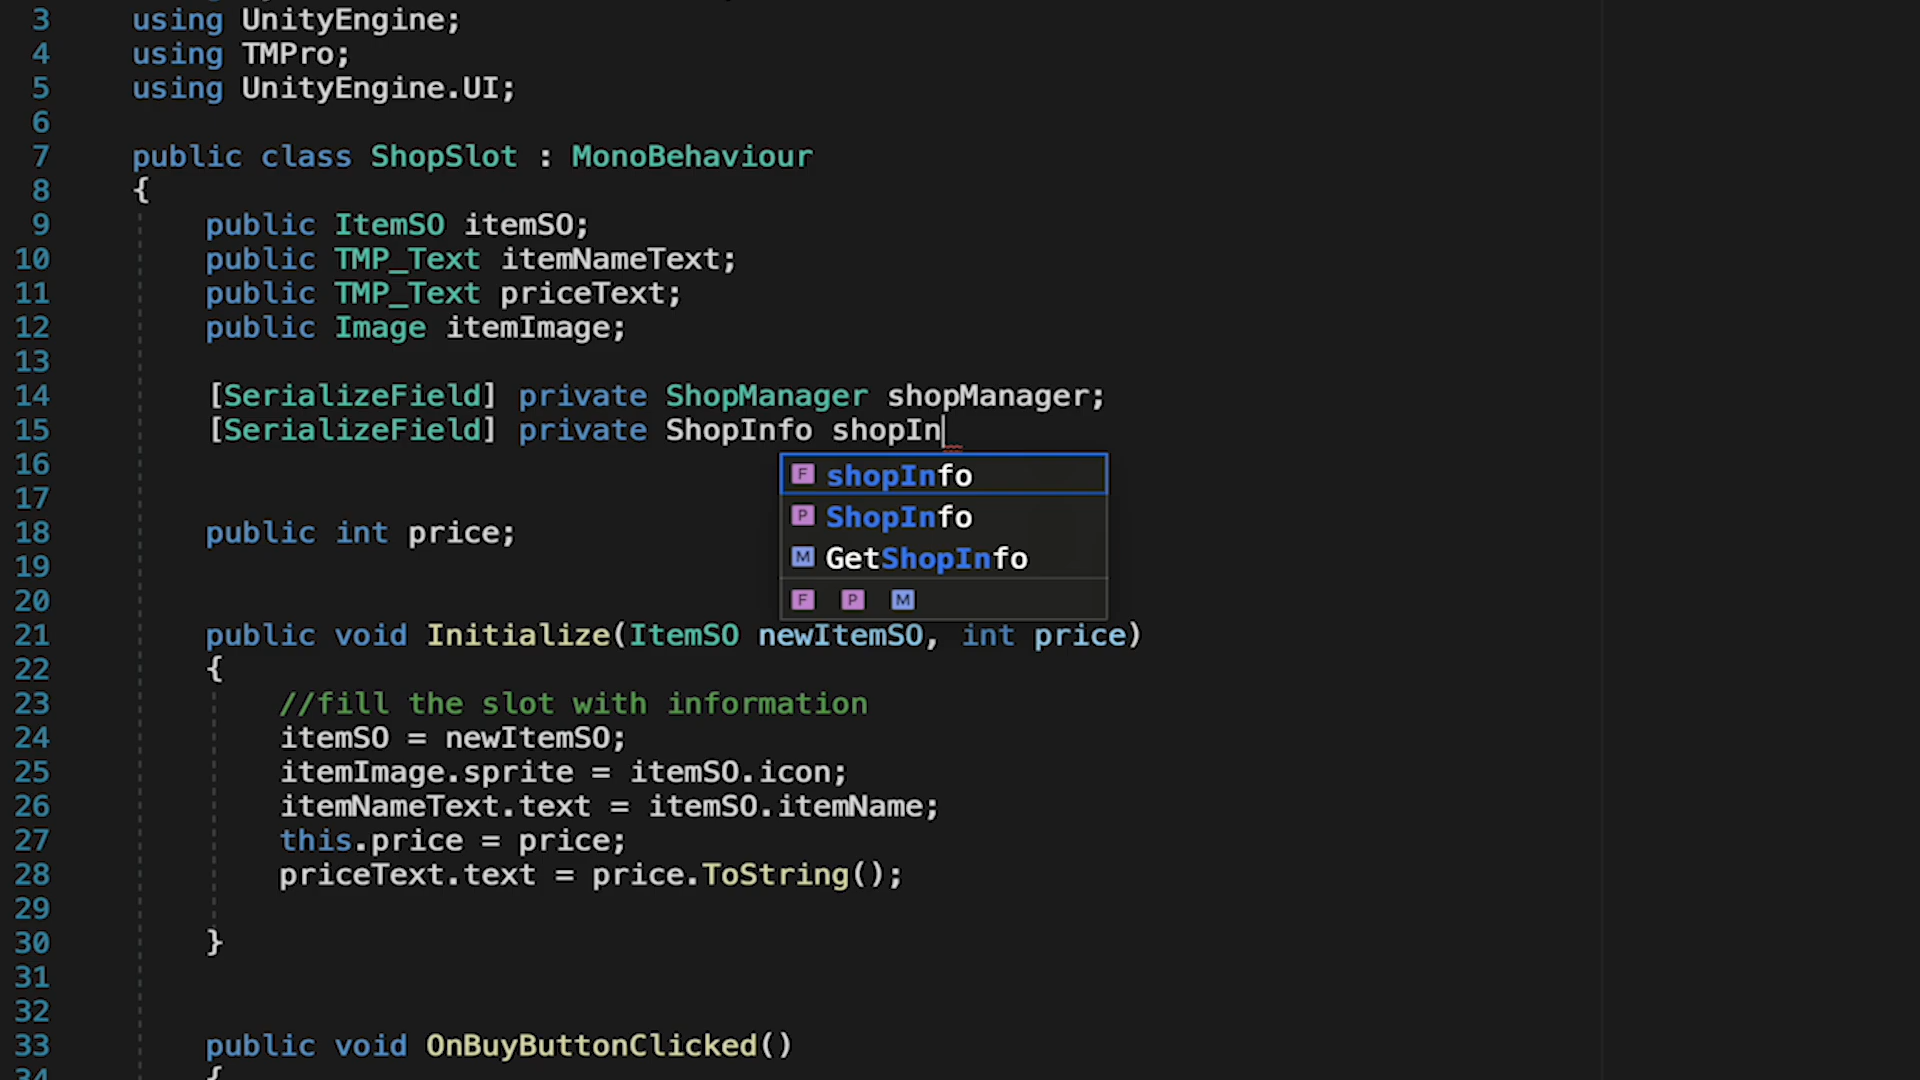 3 using UnityEngine;
4 using TMPro;
5 using UnityEngine.UI;
6
7 public class ShopSlot : MonoBehaviour
8 {
9 public ItemSO itemSO;
10 public TMP_Text itemNameText;
11 public TMP_Text priceText;
12 public Image itemImage;
13
14 [SerializeField] private ShopManager shopManager;
15 [SerializeField] private ShopInfo shopIn
16
F shopInfo
17
P ShopInfo
18 public int price;
M GetShopInfo
19
20
F P M
21 public void Initialize(ItemSO newItemSO, int price)
22 {
23 //fill the slot with information
24 itemSO = newItemSO;
25 itemImage.sprite = itemSO.icon;
26 itemNameText.text = itemSO.itemName;
27 this.price = price;
28 priceText.text = price.ToString();
29
30 }
31
32
33 public void OnBuyButtonClicked()
34 {